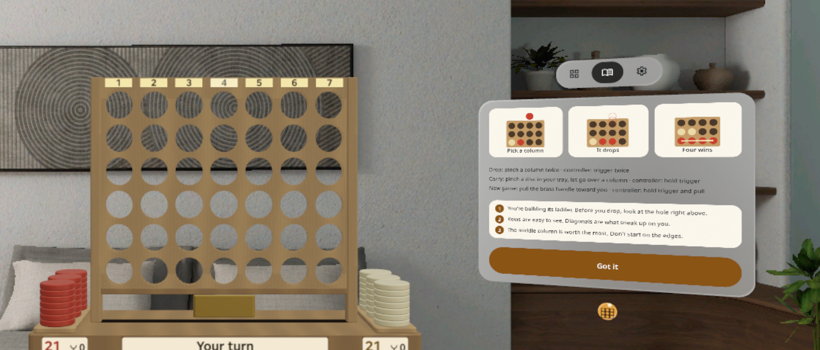 1 2 3 4 5 6 7
Pick a column
It drops
Four wins
Drop: pinch a column twice · controller: trigger twice
Carry: pinch a disc in your tray, let go over a column · controller: hold trigger
New game: pull the brass handle toward you · controller: hold trigger and pull
1 You're building its ladder. Before you drop, look at the hole right above.
2 Rows are easy to see. Diagonals are what sneak up on you.
3 The middle column is worth the most. Don't start on the edges.
Got it
21 0
Your turn
21 0